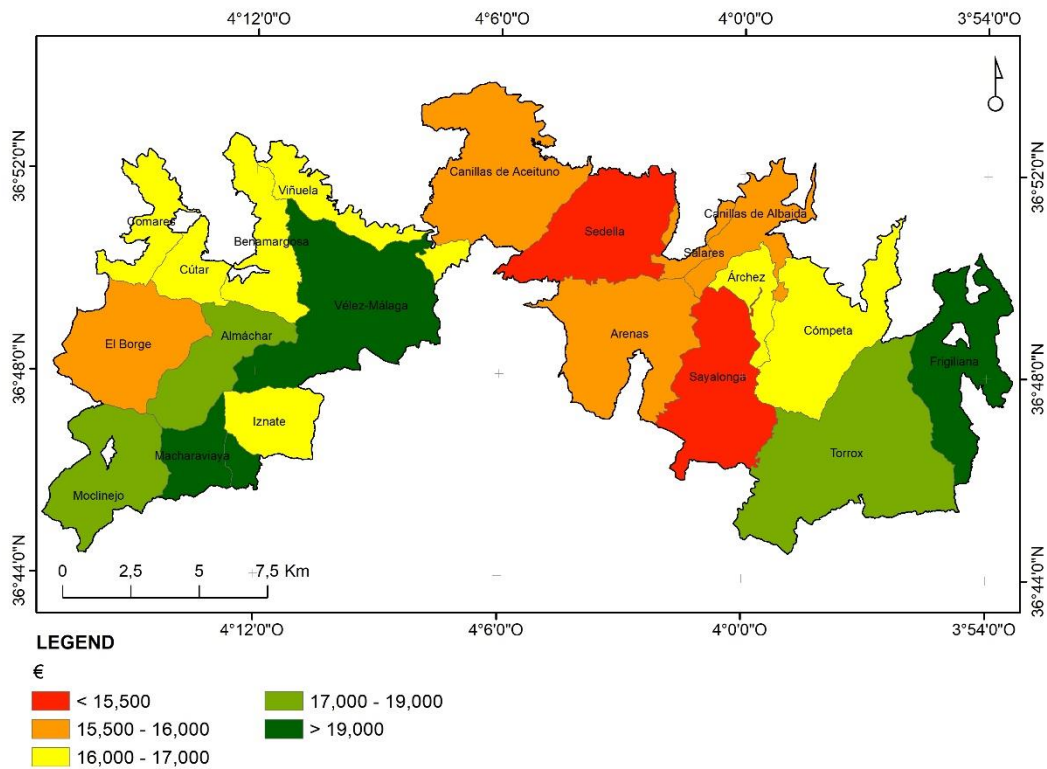 4°12'0"O 4°6'0"O 4°0'0"O 3°54'0"O
36°52'0"N
36°48'0"N
36°44'0"N
36°52'0"N
36°48'0"N
36°44'0"N
Canillas de Aceituno
Viñuela
Comares
Benamargosa
Cútar
Sedella
Canillas de Albaida
Salares
Árchez
Vélez-Málaga
El Borge
Almáchar
Arenas
Cómpeta
Frigiliana
Sayalonga
Iznate
Macharaviaya
Torrox
Moclinejo
0 2,5 5 7,5 Km
4°12'0"O 4°6'0"O 4°0'0"O 3°54'0"O
LEGEND
€
< 15,500
15,500 - 16,000
16,000 - 17,000
17,000 - 19,000
> 19,000